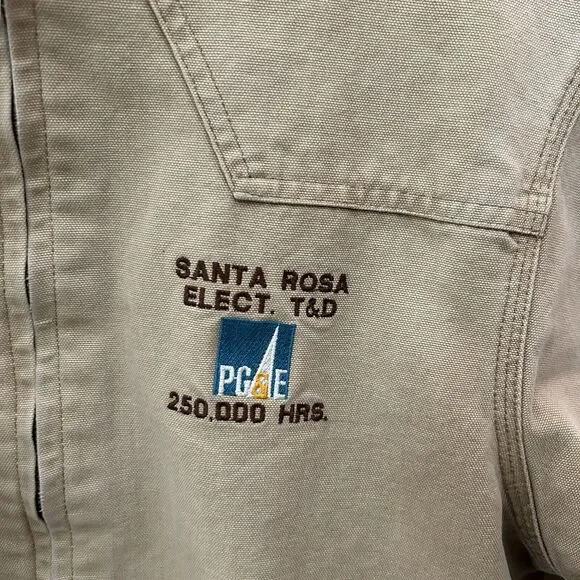 SANTA ROSA
ELECT. T&D
PG&E
250,000 HRS.